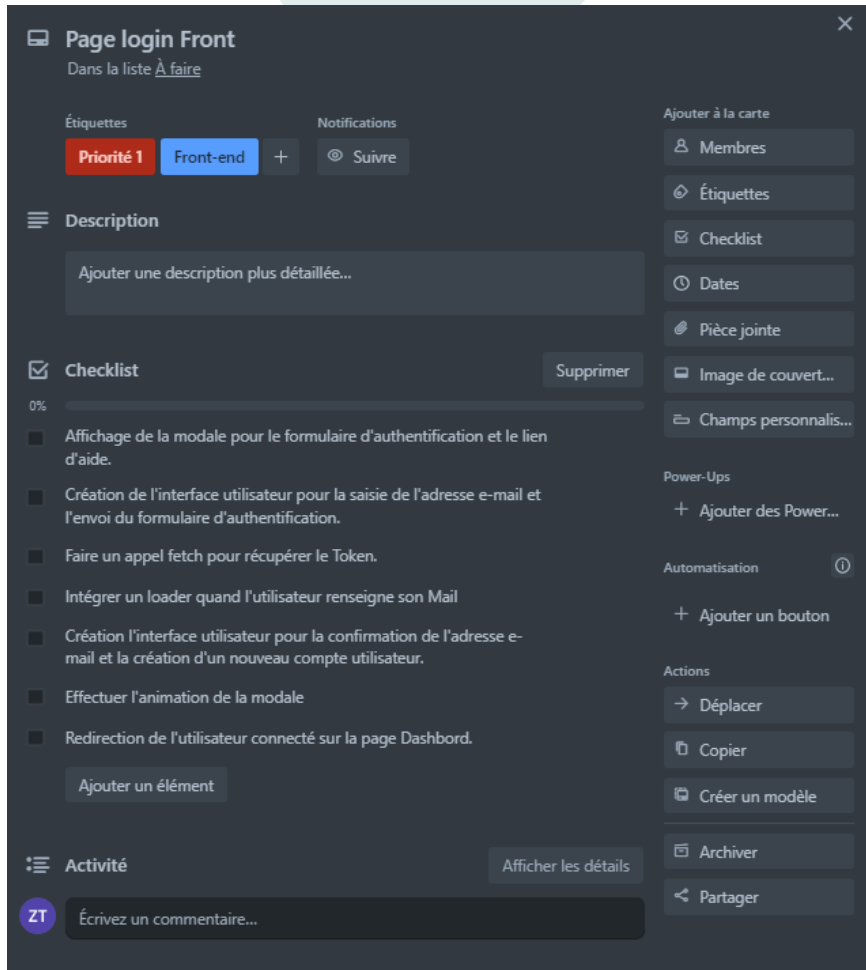 Page login Front
Dans la liste À faire
Étiquettes
Notifications
Priorité 1
Front-end
Suivre
Description
Ajouter une description plus détaillée...
Checklist
Supprimer
0%
Affichage de la modale pour le formulaire d'authentification et le lien
d'aide.
Création de l'interface utilisateur pour la saisie de l'adresse e-mail et
l'envoi du formulaire d'authentification.
Faire un appel fetch pour récupérer le Token.
Intégrer un loader quand l'utilisateur renseigne son Mail
Création l'interface utilisateur pour la confirmation de l'adresse e-
mail et la création d'un nouveau compte utilisateur.
Effectuer l'animation de la modale
Redirection de l'utilisateur connecté sur la page Dashbord.
Ajouter un élément
Activité
Afficher les détails
ZT
Écrivez un commentaire...
Ajouter à la carte
Membres
Étiquettes
Checklist
Dates
Pièce jointe
Image de couvert...
Champs personnalis...
Power-Ups
Ajouter des Power...
Automatisation
Ajouter un bouton
Actions
Déplacer
Copier
Créer un modèle
Archiver
Partager